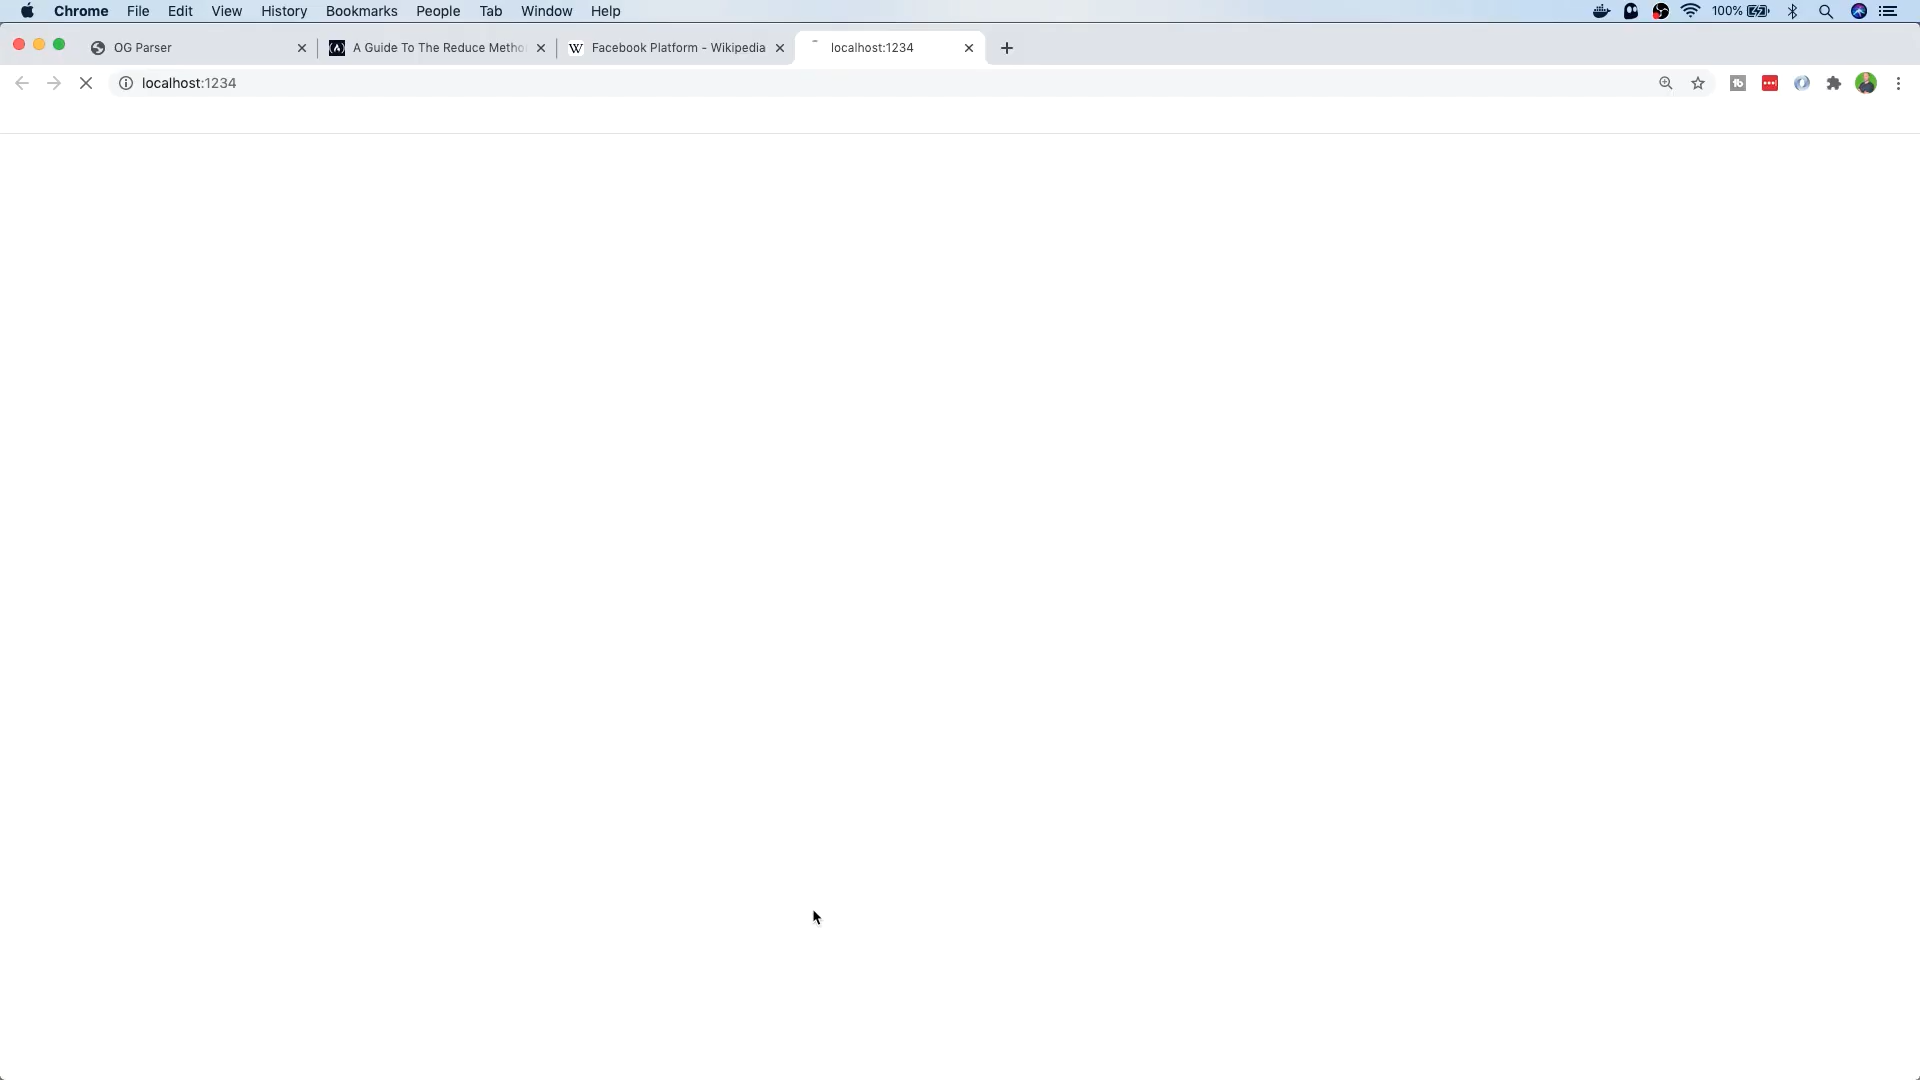 Chrome File Edit View History Bookmarks People Tab Window Help 100%
OG Parser A Guide To The Reduce Metho W Facebook Platform - Wikipedia localhost:1234
localhost:1234